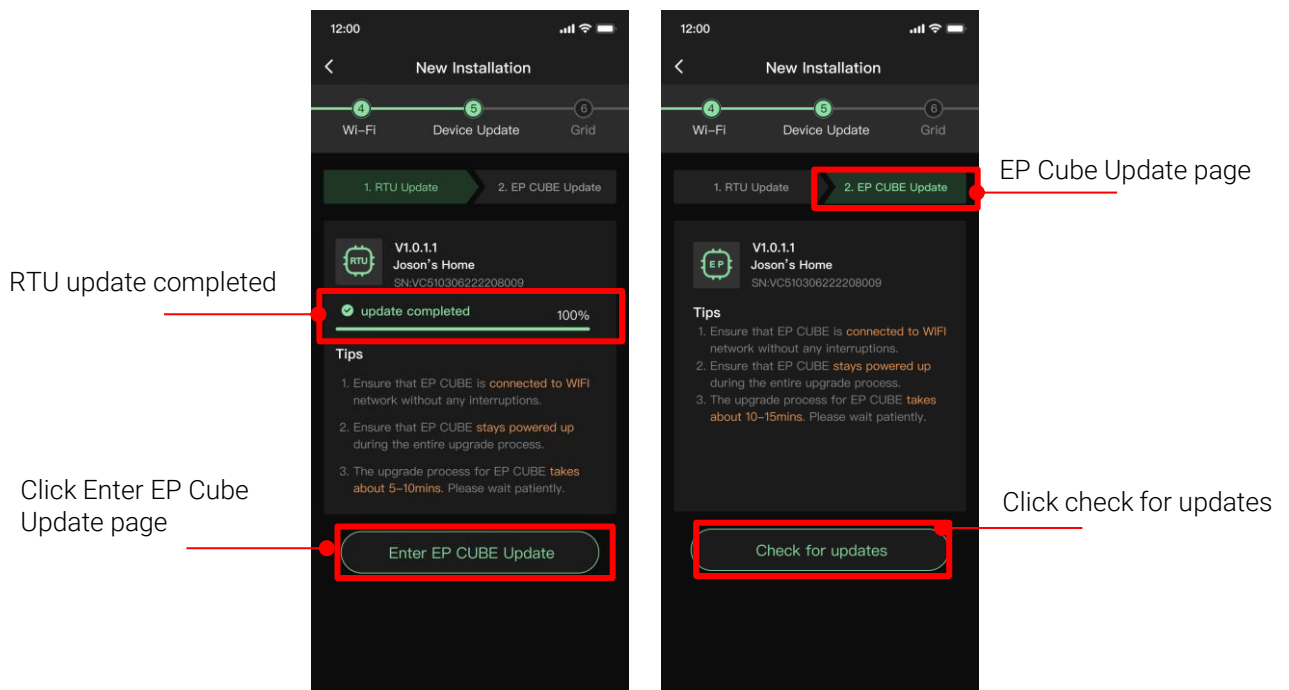 12:00
New Installation
4
5
6
Wi-Fi
Device Update
Grid
1. RTU Update
2. EP CUBE Update
RTU
V1.0.1.1
Joson's Home
SN:VC510306222208009
update completed
100%
Tips
1. Ensure that EP CUBE is connected to WIFI
network without any interruptions.
2. Ensure that EP CUBE stays powered up
during the entire upgrade process.
3. The upgrade process for EP CUBE takes
about 5-10mins. Please wait patiently.
Enter EP CUBE Update
RTU update completed
Click Enter EP Cube
Update page
12:00
New Installation
4
5
6
Wi-Fi
Device Update
Grid
1. RTU Update
2. EP CUBE Update
EP
V1.0.1.1
Joson's Home
SN:VC510306222208009
Tips
1. Ensure that EP CUBE is connected to WIFI
network without any interruptions.
2. Ensure that EP CUBE stays powered up
during the entire upgrade process.
3. The upgrade process for EP CUBE takes
about 10-15mins. Please wait patiently.
Check for updates
EP Cube Update page
Click check for updates